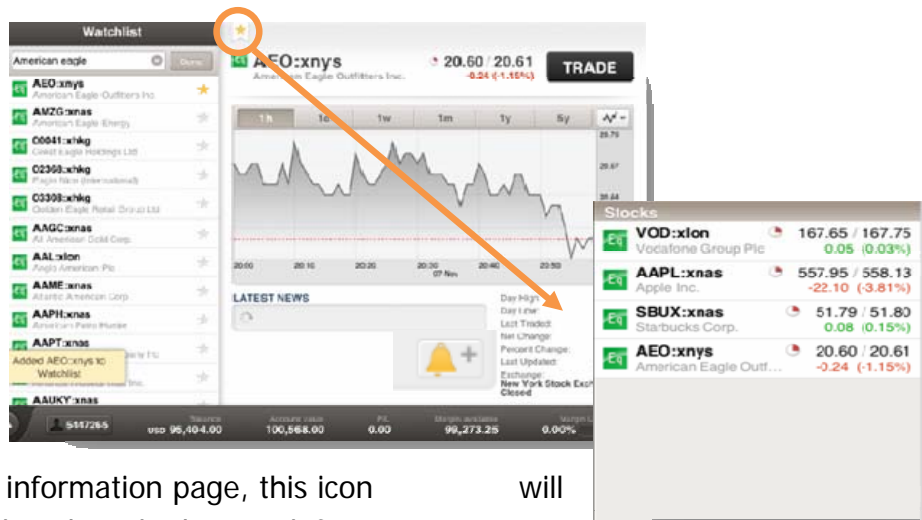 Watchlist
American eagle
Done
AEO:xnys
American Eagle Outfitters Inc.
AMZG:xnas
American Eagle Energy
00041:xhkg
Great Eagle Holdings Ltd
02368:xhkg
Eagle Nice (International)
03308:xhkg
Golden Eagle Retail Group Ltd
AAGC:xnas
All American Gold Corp.
AAL:xlon
Anglo American Plc
AAME:xnas
Atlantic American Corp
AAPH:xnas
American Petro Hunter
AAPT:xnas
Added AEO:xnys to
Watchlist
AAUKY:xnas
AEO:xnys
American Eagle Outfitters Inc.
20.60 / 20.61
-0.24 (-1.15%)
TRADE
1h 1d 1w 1m 1y 5y
20.67
20:00 20:10 20:20 20:30 20:40 20:50
07 Nov
LATEST NEWS
Day High
Day Low:
Last Traded:
Net Change:
Percent Change:
Last Updated:
Exchange:
New York Stock Exch
Closed
5447265
Balance
USD 95,404.00
Account value
100,568.00
P/L
0.00
Margin available
99,273.25
0.00%
Slocks
VOD:xlon 167.65 / 167.75
Vodafone Group Plc 0.05 (0.03%)
AAPL:xnas 557.95 / 558.13
Apple Inc. -22.10 (-3.81%)
SBUX:xnas 51.79 / 51.80
Starbucks Corp. 0.08 (0.15%)
AEO:xnys 20.60 / 20.61
American Eagle Outf... -0.24 (-1.15%)
information page, this icon will